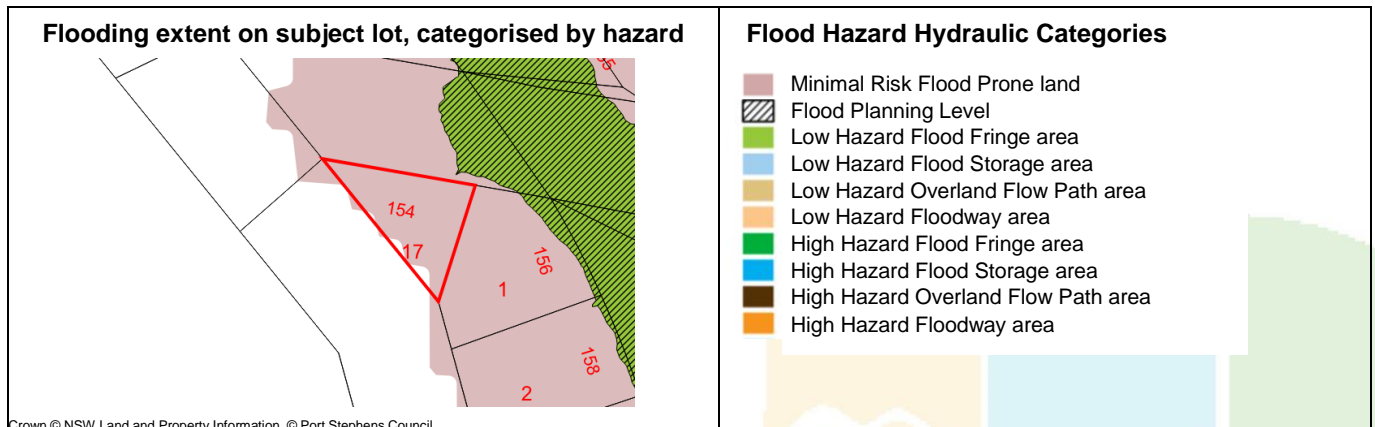 Flooding extent on subject lot, categorised by hazard
154
17
156
1
158
2
Crown © NSW Land and Property Information, © Port Stephens Council
Flood Hazard Hydraulic Categories
Minimal Risk Flood Prone land
Flood Planning Level
Low Hazard Flood Fringe area
Low Hazard Flood Storage area
Low Hazard Overland Flow Path area
Low Hazard Floodway area
High Hazard Flood Fringe area
High Hazard Flood Storage area
High Hazard Overland Flow Path area
High Hazard Floodway area